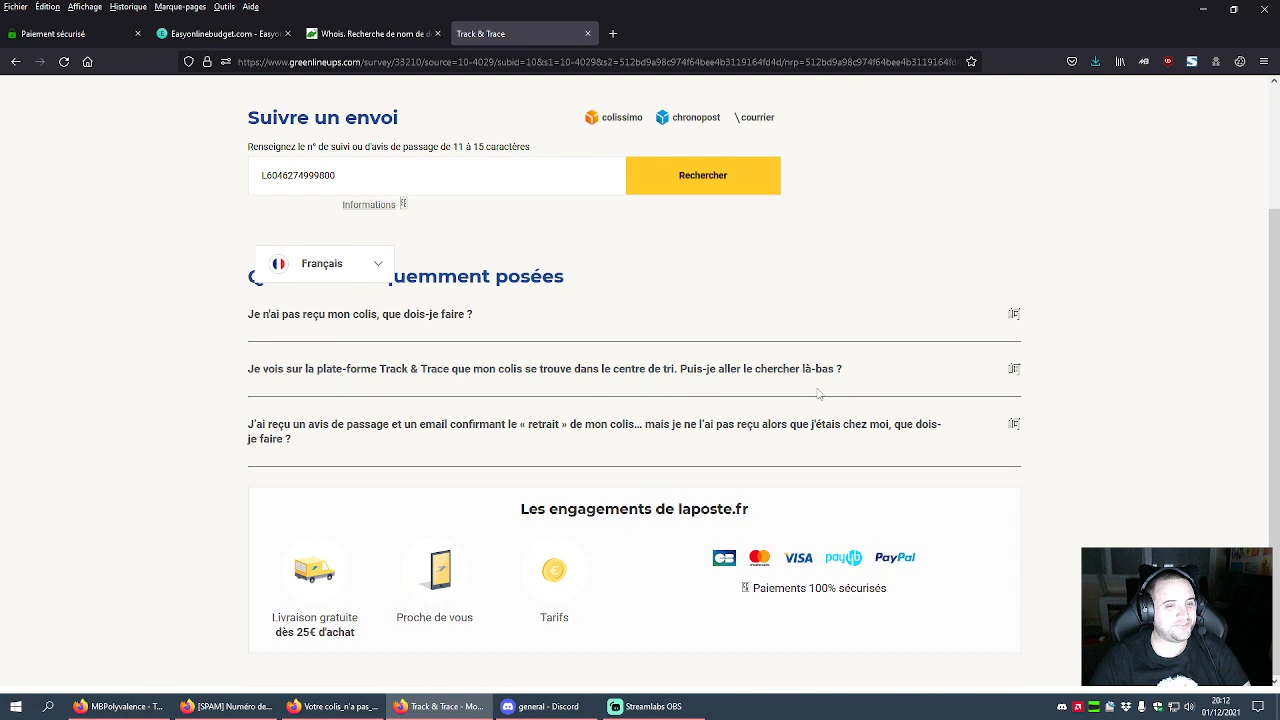 Fichier Édition Affichage Historique Marque-pages Outils Aide
Paiement sécurisé
Easyonlinebudget.com - Easyon
Whois. Recherche de nom de d
Track & Trace
https://www.greenlineups.com/survey/33210/source=10-4029/subid=10&s1=10-4029&s2=512bd9a98c974f64bee4b3119164fd4d/nrp=512bd9a98c974f64bee4b3119164fd
Suivre un envoi
colissimo
chronopost
\courrier
Renseignez le n° de suivi ou d'avis de passage de 11 à 15 caractères
L6046274999800
Rechercher
Informations
Français
uemment posées
Je n'ai pas reçu mon colis, que dois-je faire ?
Je vois sur la plate-forme Track & Trace que mon colis se trouve dans le centre de tri. Puis-je aller le chercher là-bas ?
J'ai reçu un avis de passage et un email confirmant le « retrait » de mon colis... mais je ne l'ai pas reçu alors que j'étais chez moi, que dois-
je faire ?
Les engagements de laposte.fr
CB
mastercard
VISA
paylib
PayPal
Paiements 100% sécurisés
Livraison gratuite
dès 25€ d'achat
Proche de vous
Tarifs
MBPolyvalence - T...
[SPAM] Numéro de...
Votre colis n'a pas...
Track & Trace - Mo...
general - Discord
Streamlabs OBS
20:12
01/12/2021